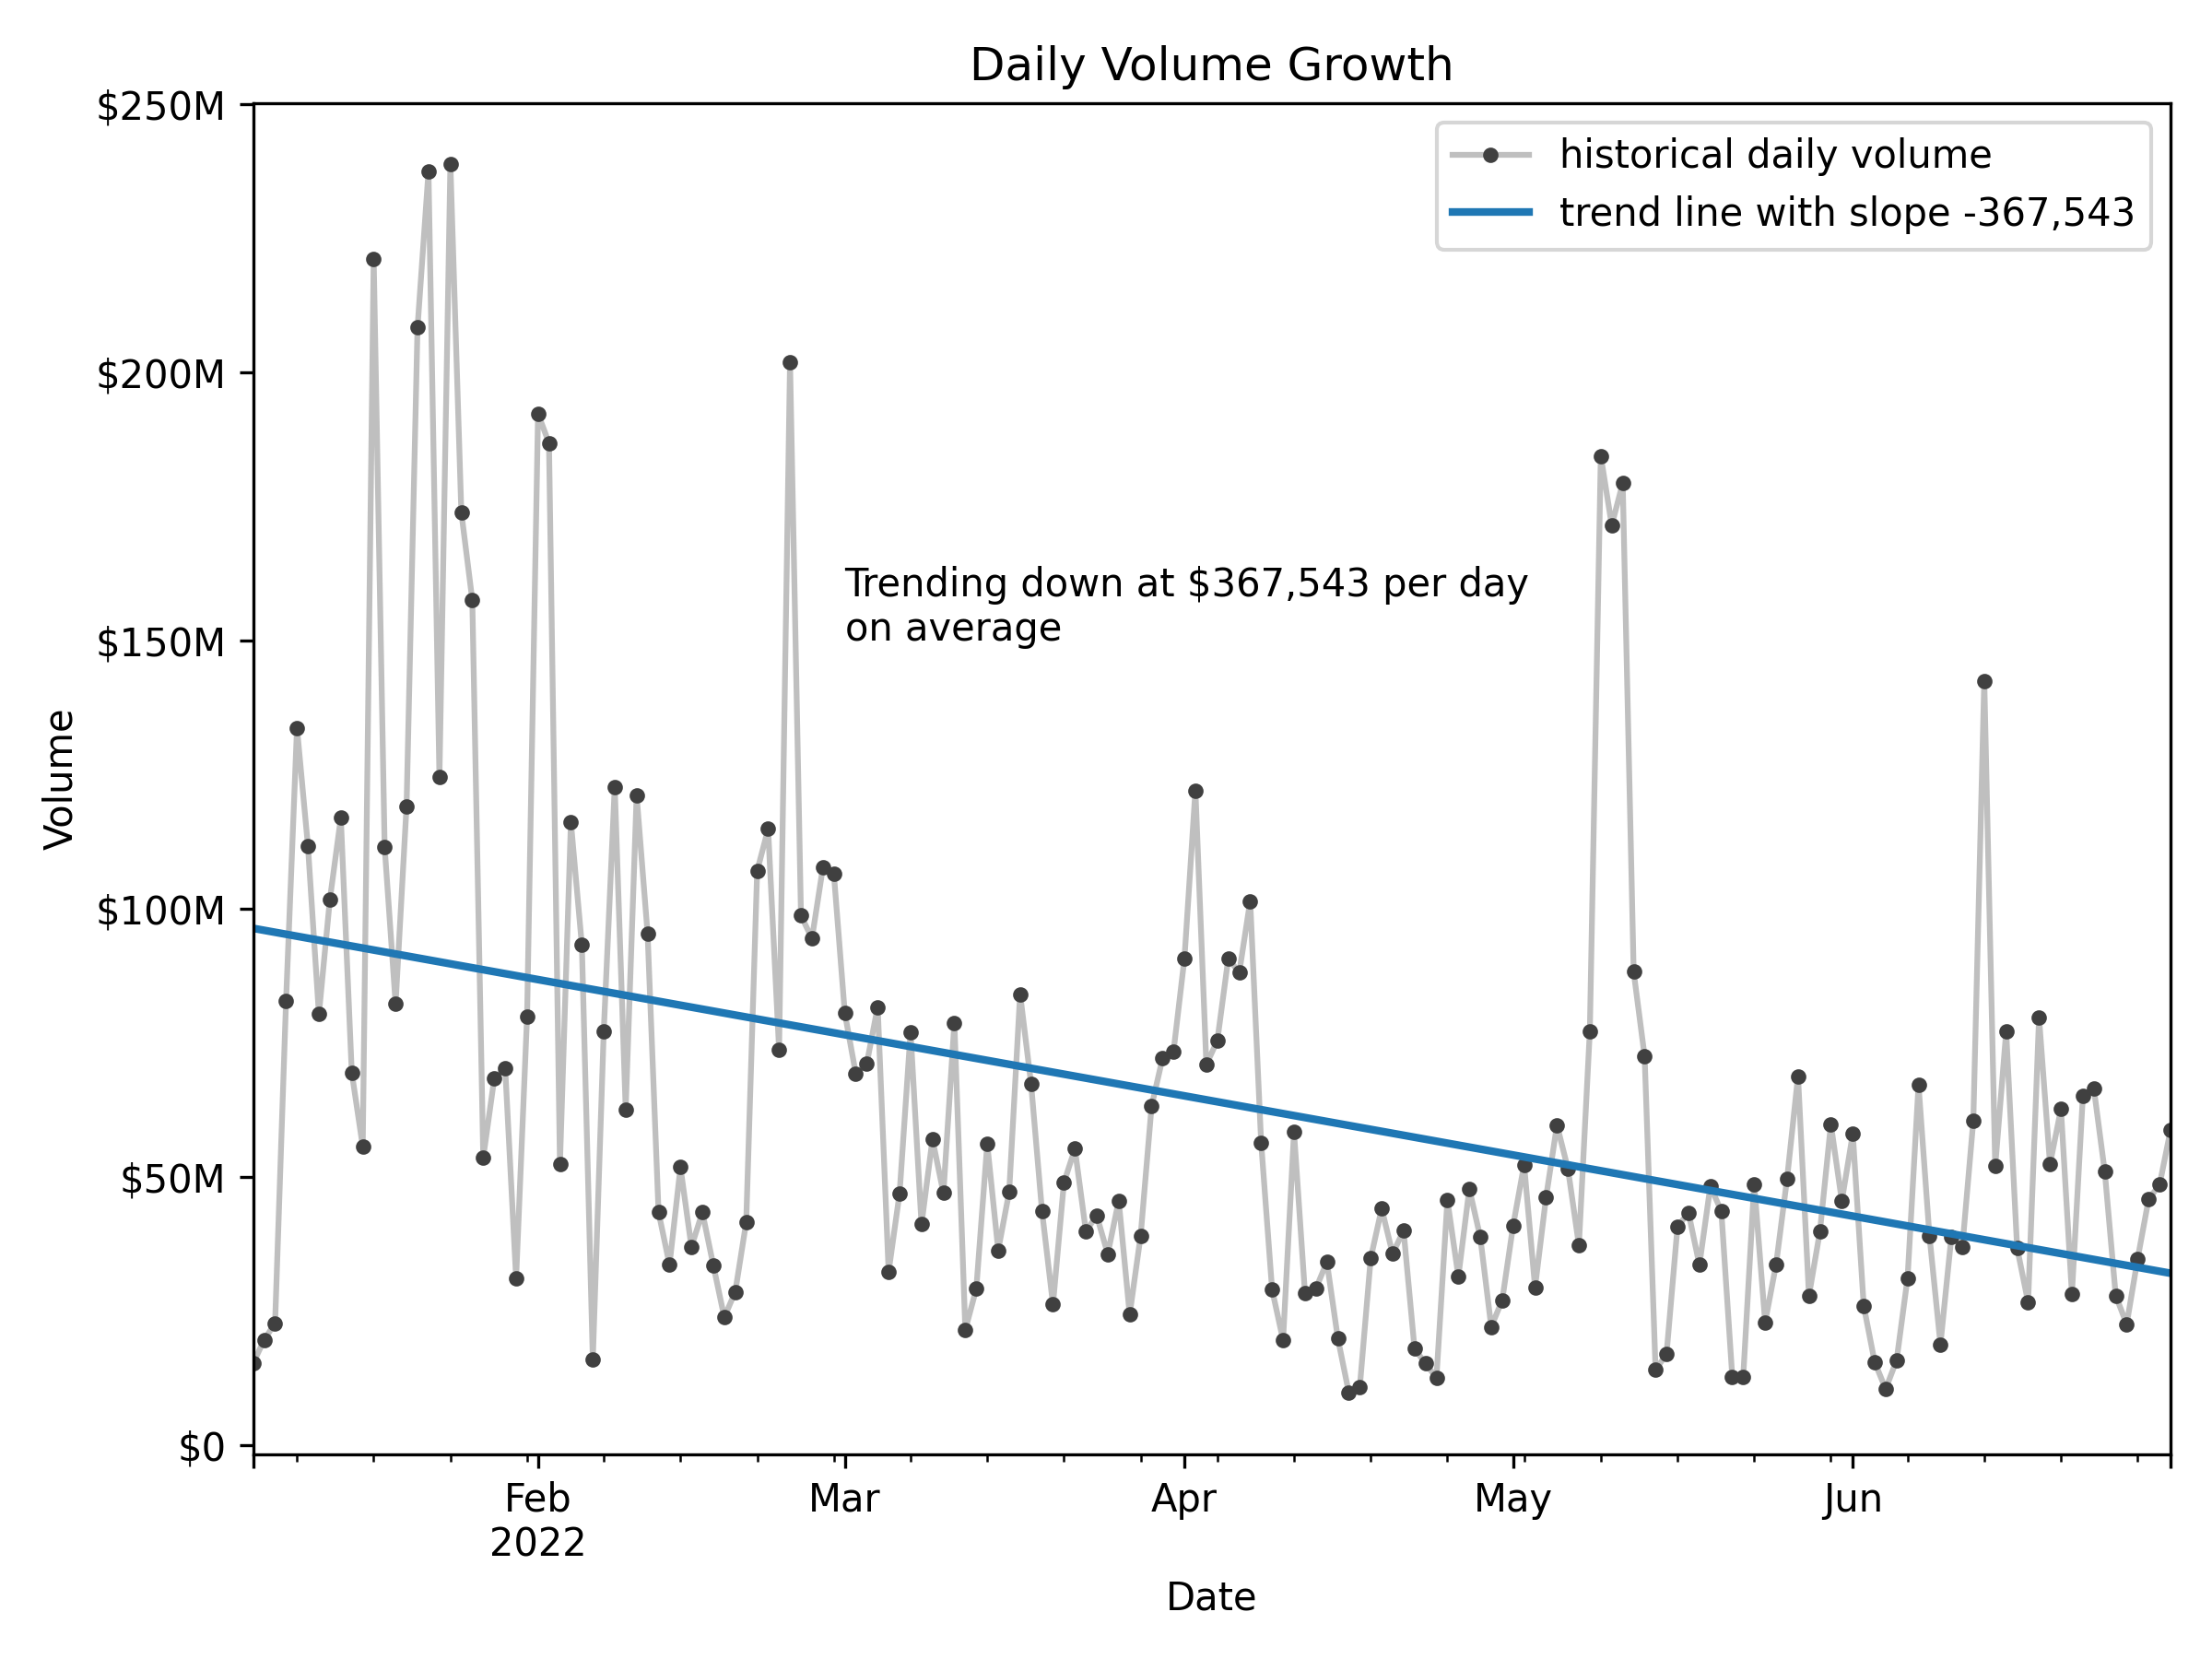 Daily Volume Growth
$250M
$200M
$150M
$100M
$50M
$0
Volume
historical daily volume
trend line with slope -367,543
Trending down at $367,543 per day
on average
Feb
2022
Mar
Apr
May
Jun
Date